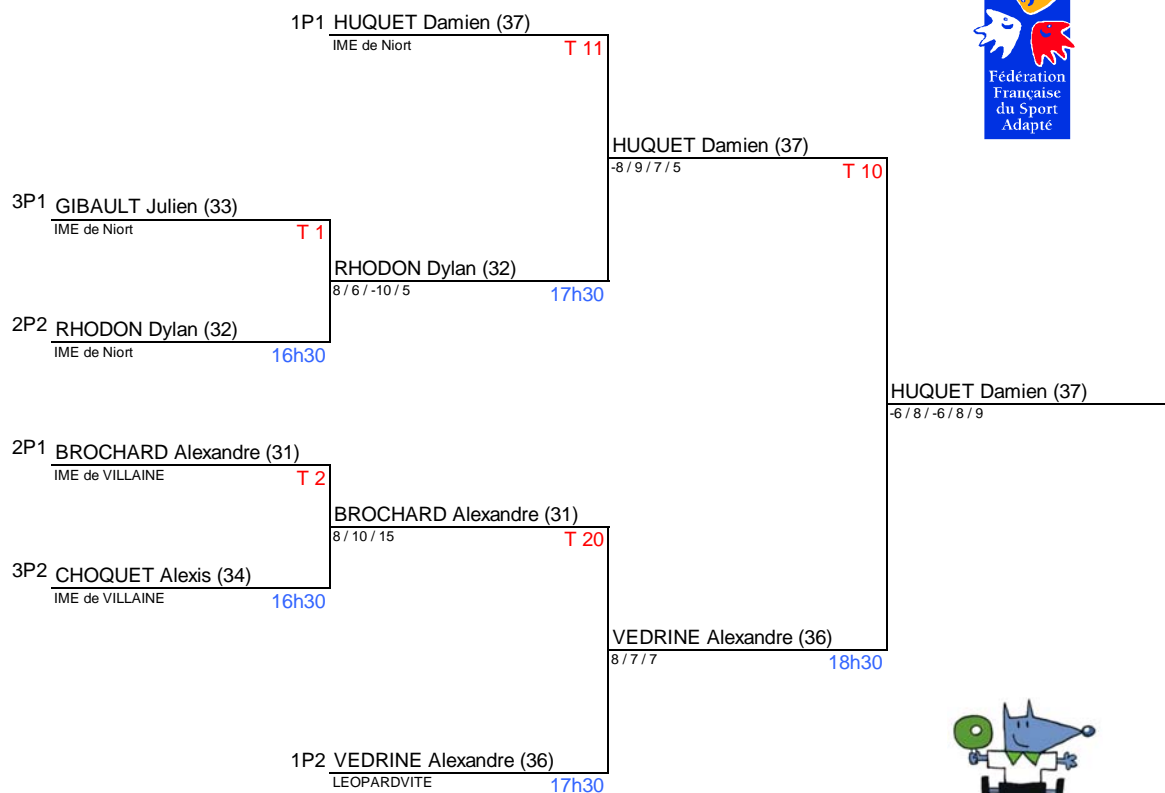 1P1 HUQUET Damien (37)
IME de Niort
T 11
Fédération
Française
du Sport
Adapté
HUQUET Damien (37)
-8 / 9 / 7 / 5
T 10
3P1 GIBAULT Julien (33)
IME de Niort
T 1
RHODON Dylan (32)
8 / 6 / -10 / 5
17h30
2P2 RHODON Dylan (32)
IME de Niort
16h30
HUQUET Damien (37)
-6 / 8 / -6 / 8 / 9
2P1 BROCHARD Alexandre (31)
IME de VILLAINE
T 2
BROCHARD Alexandre (31)
8 / 10 / 15
T 20
3P2 CHOQUET Alexis (34)
IME de VILLAINE
16h30
VEDRINE Alexandre (36)
8 / 7 / 7
18h30
1P2 VEDRINE Alexandre (36)
LEOPARDVITE
17h30